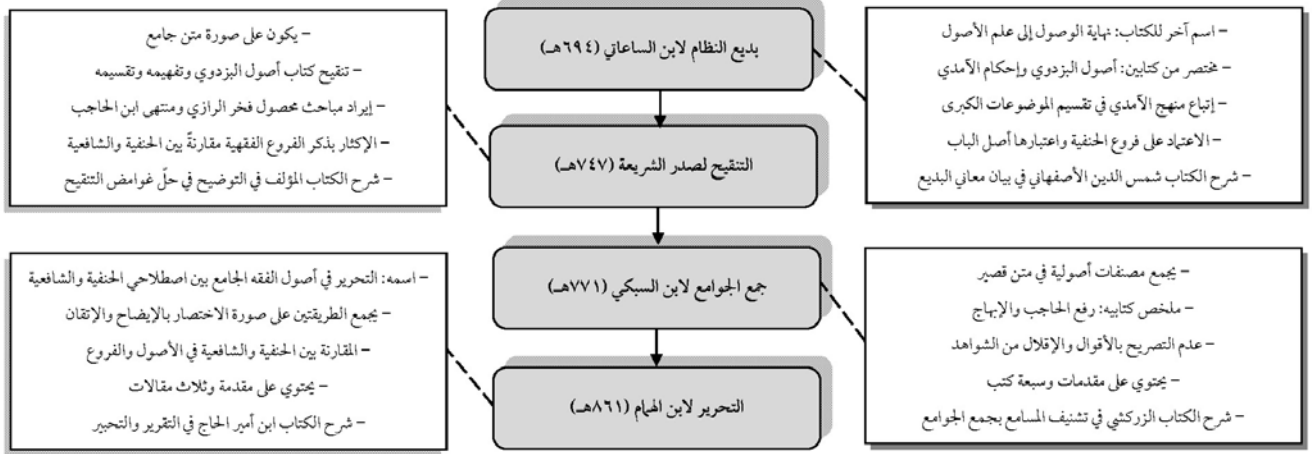 بديع النظام لابن الساعاتي (٦٩٤هـ)
– اسم آخر للكتاب: نهاية الوصول إلى علم الأصول
– مختصر من كتابين: أصول البزدوي وإحكام الآمدي
– إتباع منهج الآمدي في تقسيم الموضوعات الكبرى
– الاعتماد على فروع الحنفية واعتبارها أصل الباب
– شرح الكتاب شمس الدين الأصفهاني في بيان معاني البديع
التنقيح لصدر الشريعة (٧٤٧هـ)
– يكون على صورة متن جامع
– تنقيح كتاب أصول البزدوي وتفهيمه وتقسيمه
– إيراد مباحث محصول فخر الرازي ومنتهى ابن الحاجب
– الإكثار بذكر الفروع الفقهية مقارنةً بين الحنفية والشافعية
– شرح الكتاب المؤلف في التوضيح في حلّ غوامض التنقيح
جمع الجوامع لابن السبكي (٧٧١هـ)
– يجمع مصنفات أصولية في متن قصير
– ملخص كتابيه: رفع الحاجب والإبهاج
– عدم التصريح بالأقوال والإقلال من الشواهد
– يحتوي على مقدمات وسبعة كتب
– شرح الكتاب الزركشي في تشنيف المسامع بجمع الجوامع
التحرير لابن الهمام (٨٦١هـ)
– اسمه: التحرير في أصول الفقه الجامع بين اصطلاحي الحنفية والشافعية
– يجمع الطريقتين على صورة الاختصار بالإيضاح والإتقان
– المقارنة بين الحنفية والشافعية في الأصول والفروع
– يحتوي على مقدمة وثلاث مقالات
– شرح الكتاب ابن أمير الحاج في التقرير والتحبير